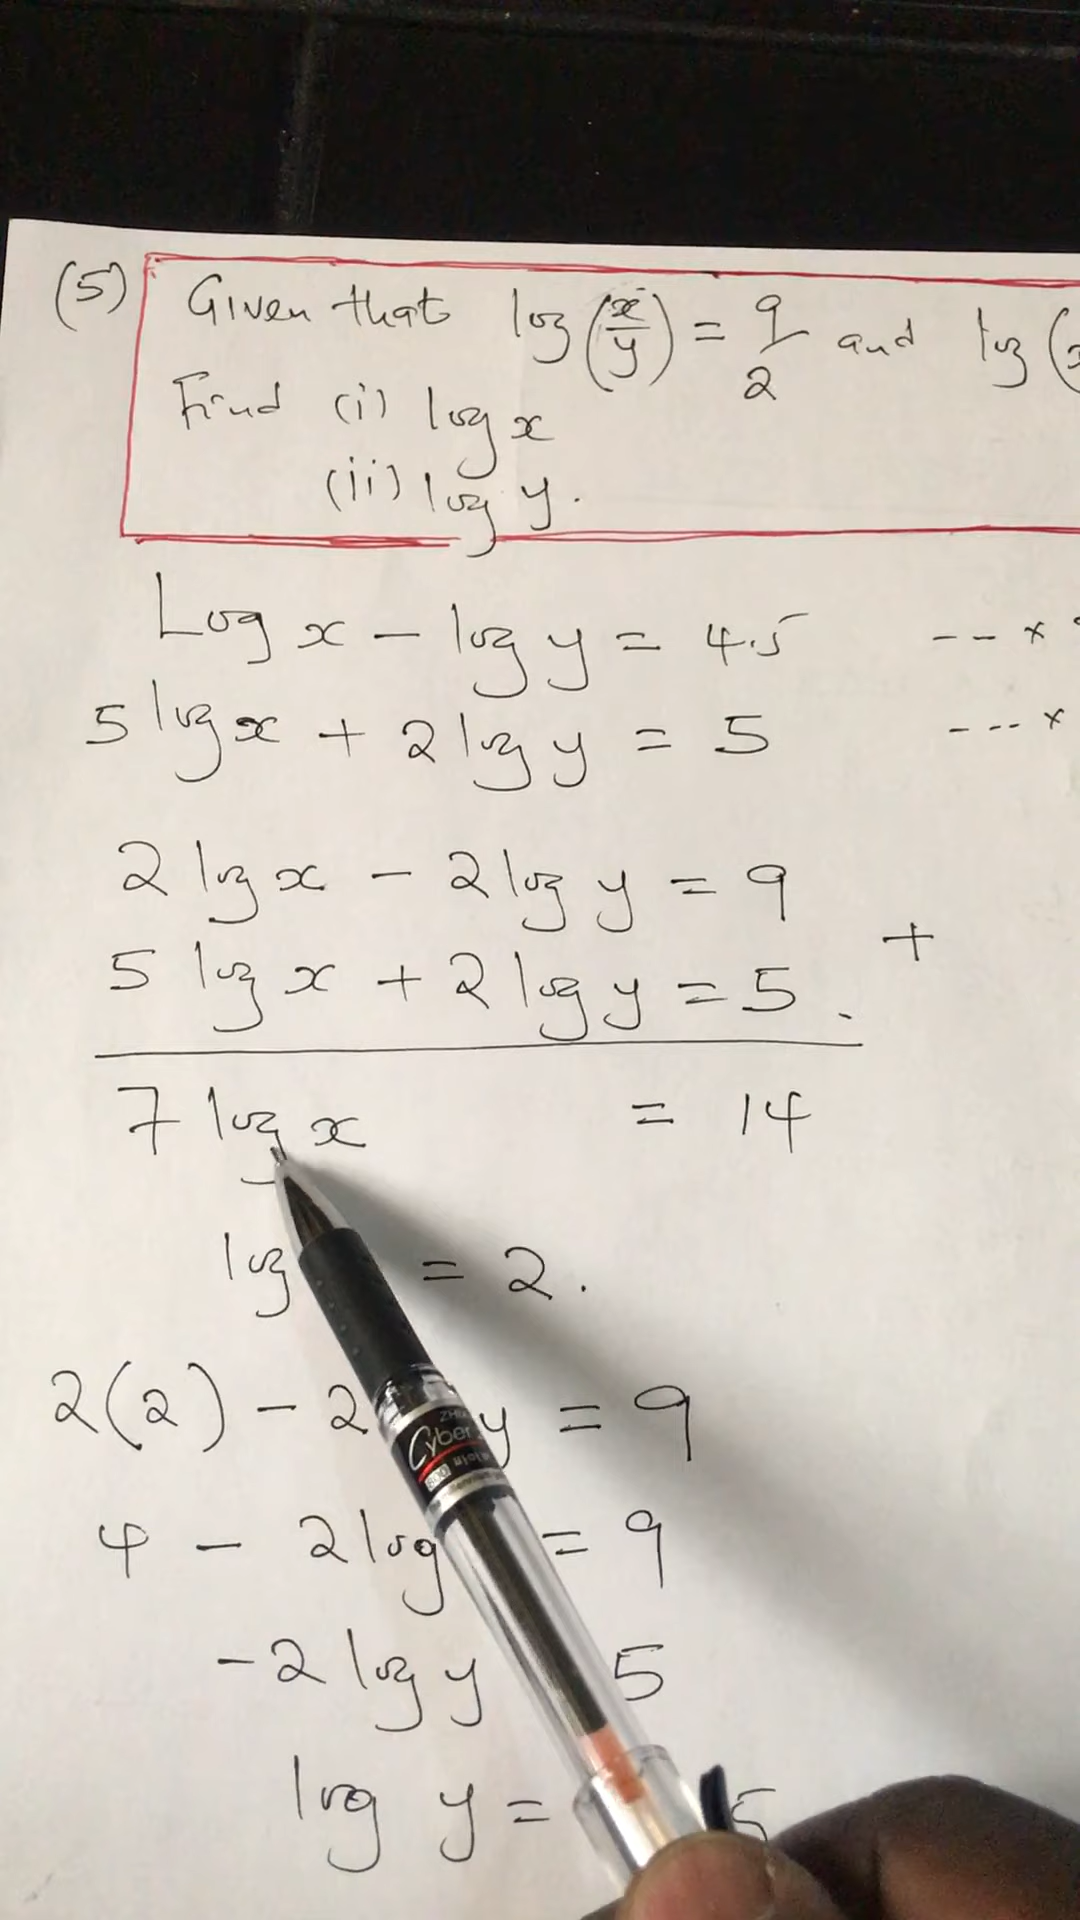 (5) Given that log(x/y) = 9/2 and log(
Find (i) log x
(ii) log y.
Log x - log y = 4.5 --- x
5 log x + 2 log y = 5 --- x
2 log x - 2 log y = 9
+
5 log x + 2 log y = 5.
7 log x = 14
log = 2.
2(2) - 2 y = 9
4 - 2 log = 9
-2 log y 5
log y = 5
Cyber